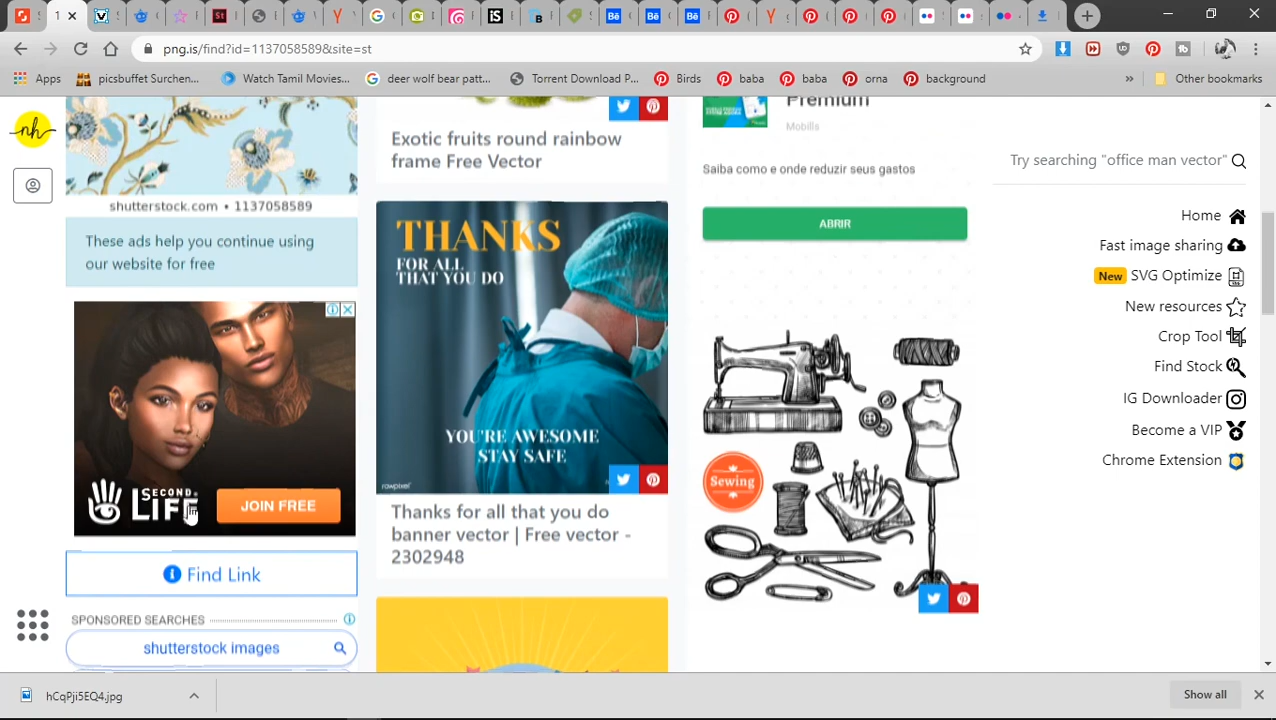 png.is/find?id=1137058589&site=st
Apps
picsbuffet Surchen...
Watch Tamil Movies...
deer wolf bear patt...
Torrent Download P...
Birds
baba
baba
orna
background
»
Other bookmarks
nh
shutterstock.com • 1137058589
These ads help you continue using
our website for free
SECOND
LIFE
JOIN FREE
Find Link
SPONSORED SEARCHES
shutterstock images
Exotic fruits round rainbow
frame Free Vector
THANKS
FOR ALL
THAT YOU DO
YOU'RE AWESOME
STAY SAFE
rawpixel
Thanks for all that you do
banner vector | Free vector -
2302948
Premium
Mobills
Saiba como e onde reduzir seus gastos
ABRIR
Sewing
Try searching "office man vector"
Home
Fast image sharing
New SVG Optimize
New resources
Crop Tool
Find Stock
IG Downloader
Become a VIP
Chrome Extension
hCqPji5EQ4.jpg
Show all